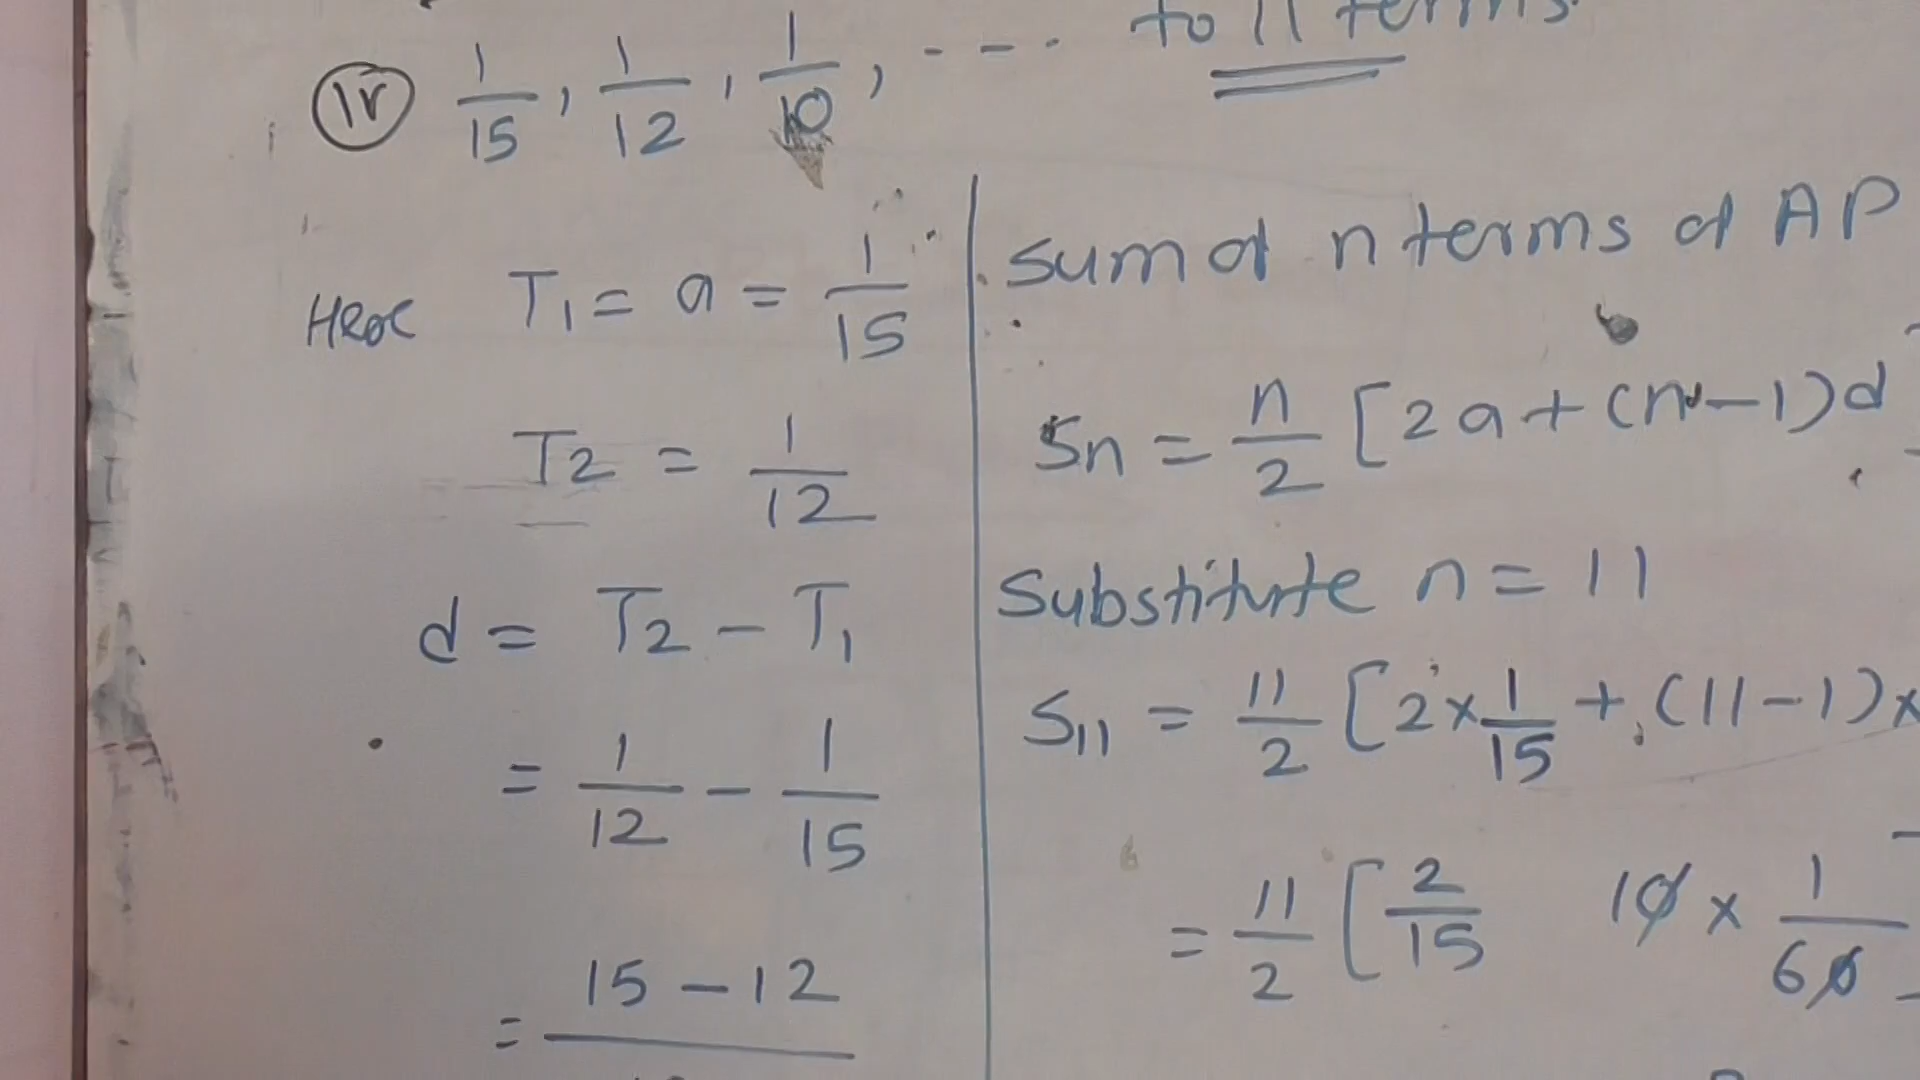 (iv) 1/15, 1/12, 1/10, - - - . to 11 terms.
Here T₁ = a = 1/15
T2 = 1/12
d = T2 - T₁
= 1/12 - 1/15
= 15 - 12
Sum of n terms of AP
Sn = n/2 [2a + (n-1)d
Substitute n = 11
S₁₁ = 11/2 [2 × 1/15 + (11-1)×
= 11/2 [2/15 10 × 1/60